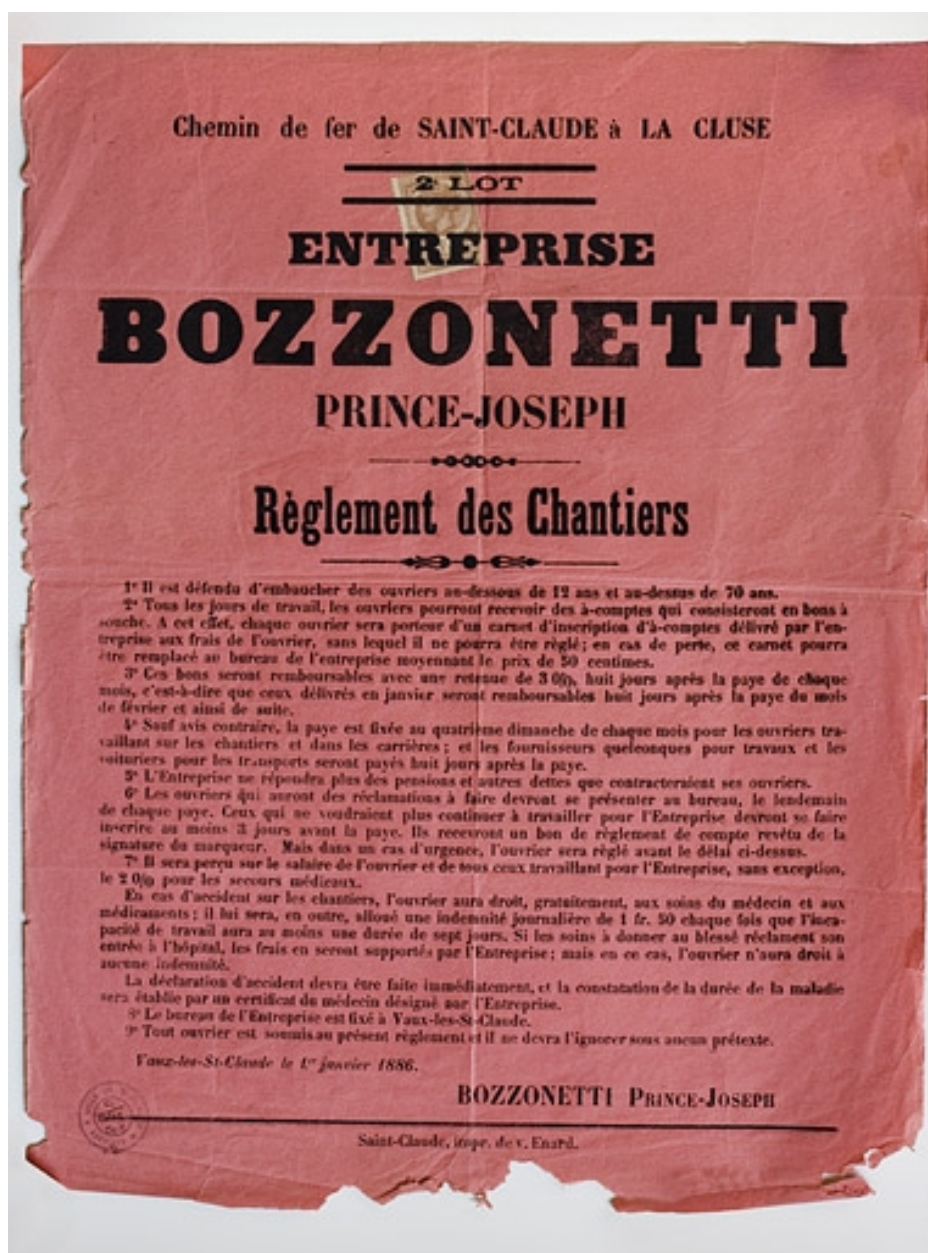 Chemin de fer de SAINT-CLAUDE à LA CLUSE
2e LOT
ENTREPRISE
BOZZONETTI
PRINCE-JOSEPH
Règlement des Chantiers
1° Il est défendu d'embaucher des ouvriers au-dessous de 12 ans et au-dessus de 70 ans.
2° Tous les jours de travail, les ouvriers pourront recevoir des à-comptes qui consisteront en bons à
souche. A cet effet, chaque ouvrier sera porteur d'un carnet d'inscription d'à-comptes délivré par l'en-
treprise aux frais de l'ouvrier, sans lequel il ne pourra être réglé; en cas de perte, ce carnet pourra
être remplacé au bureau de l'entreprise moyennant le prix de 50 centimes.
3° Ces bons seront remboursables avec une retenue de 3 0/0, huit jours après la paye de chaque
mois, c'est-à-dire que ceux délivrés en janvier seront remboursables huit jours après la paye du mois
de février et ainsi de suite.
4° Sauf avis contraire, la paye est fixée au quatrième dimanche de chaque mois pour les ouvriers tra-
vaillant sur les chantiers et dans les carrières; et les fournisseurs quelconques pour travaux et les
voituriers pour les transports seront payés huit jours après la paye.
5° L'Entreprise ne répondra plus des pensions et autres dettes que contracteraient ses ouvriers.
6° Les ouvriers qui auront des réclamations à faire devront se présenter au bureau, le lendemain
de chaque paye. Ceux qui ne voudraient plus continuer à travailler pour l'Entreprise devront se faire
inscrire au moins 3 jours avant la paye. Ils recevront un bon de règlement de compte revêtu de la
signature du marqueur. Mais dans un cas d'urgence, l'ouvrier sera réglé avant le délai ci-dessus.
7° Il sera perçu sur le salaire de l'ouvrier et de tous ceux travaillant pour l'Entreprise, sans exception,
le 2 0/0 pour les secours médicaux.
En cas d'accident sur les chantiers, l'ouvrier aura droit, gratuitement, aux soins du médecin et aux
médicaments; il lui sera, en outre, alloué une indemnité journalière de 1 fr. 50 chaque fois que l'inca-
pacité de travail aura au moins une durée de sept jours. Si les soins à donner au blessé réclament son
entrée à l'hôpital, les frais en seront supportés par l'Entreprise; mais en ce cas, l'ouvrier n'aura droit à
aucune indemnité.
La déclaration d'accident devra être faite immédiatement, et la constatation de la durée de la maladie
sera établie par un certificat du médecin désigné par l'Entreprise.
8° Le bureau de l'Entreprise est fixé à Vaux-les-St-Claude.
9° Tout ouvrier est soumis au présent règlement et il ne devra l'ignorer sous aucun prétexte.
Vaux-les-St-Claude le 1er janvier 1886.
BOZZONETTI PRINCE-JOSEPH
Saint-Claude, impr. de v. Enard.